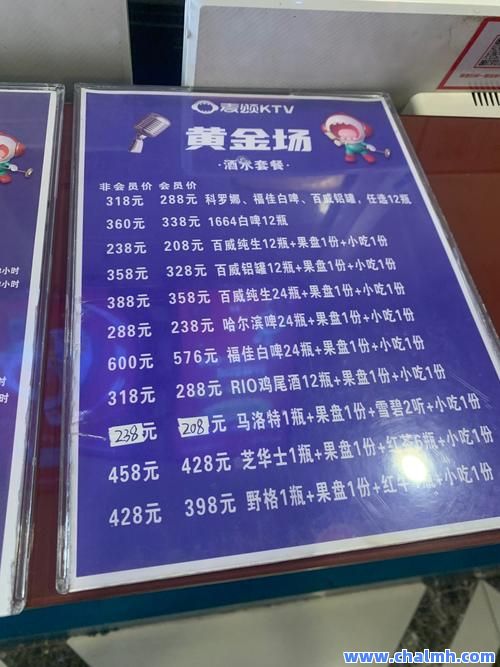 麦颂KTV
黄金场
酒水套餐
非会员价 会员价
318元 288元 科罗娜、福佳白啤、百威铝罐，任选12瓶
360元 338元 1664白啤12瓶
238元 208元 百威纯生12瓶+果盘1份+小吃1份
358元 328元 百威铝罐12瓶+果盘1份+小吃1份
388元 358元 百威纯生24瓶+果盘1份+小吃1份
288元 238元 哈尔滨啤24瓶+果盘1份+小吃1份
600元 576元 福佳白啤24瓶+果盘1份+小吃1份
318元 288元 RIO鸡尾酒12瓶+果盘1份+小吃1份
238元 208元 马洛特1瓶+果盘1份+雪碧2听+小吃1份
458元 428元 芝华士1瓶+果盘1份+红茶6瓶+小吃1份
428元 398元 野格1瓶+果盘1份+红牛 +小吃1份
小时
小时
www.chalmh.com